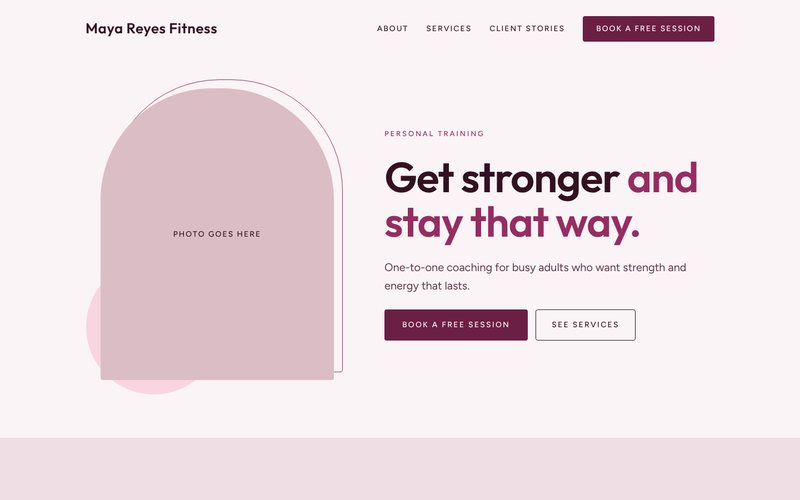 Maya Reyes Fitness
ABOUT SERVICES CLIENT STORIES BOOK A FREE SESSION
PHOTO GOES HERE
PERSONAL TRAINING
Get stronger and
stay that way.
One-to-one coaching for busy adults who want strength and
energy that lasts.
BOOK A FREE SESSION SEE SERVICES